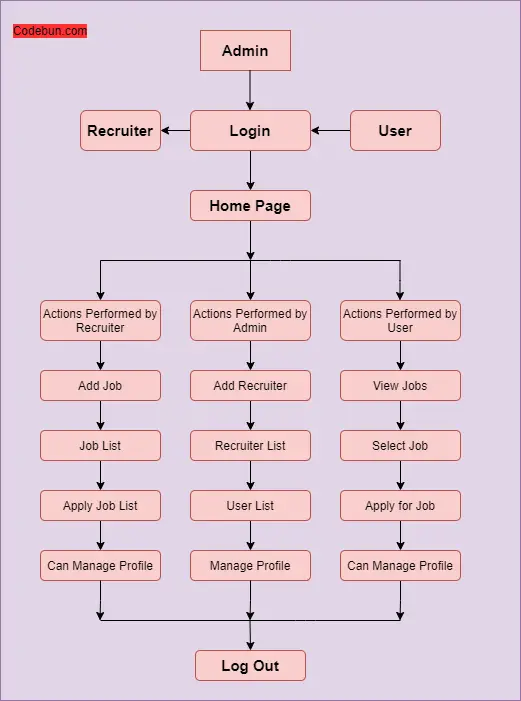 Codebun.com
Admin
Recruiter
Login
User
Home Page
Actions Performed by
Recruiter
Actions Performed by
Admin
Actions Performed by
User
Add Job
Add Recruiter
View Jobs
Job List
Recruiter List
Select Job
Apply Job List
User List
Apply for Job
Can Manage Profile
Manage Profile
Can Manage Profile
Log Out